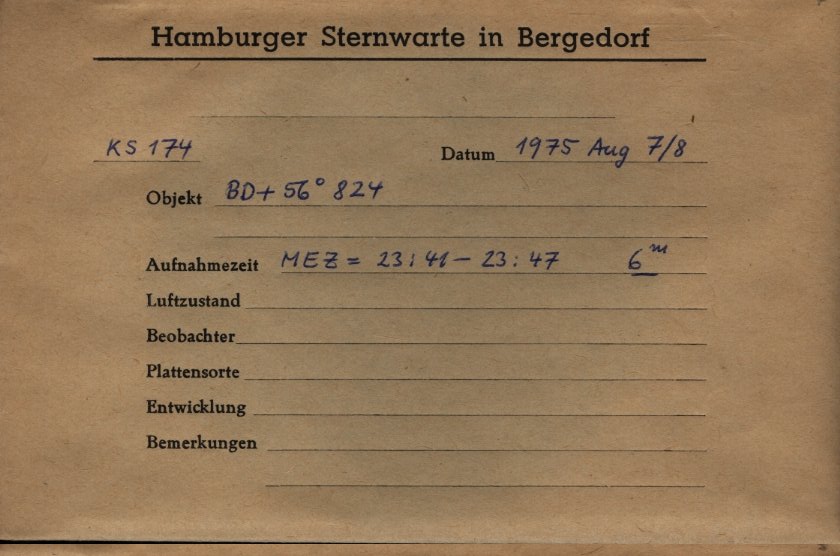 Hamburger Sternwarte in Bergedorf
KS 174 Datum 1975 Aug 7/8
Objekt BD+ 56° 824
Aufnahmezeit MEZ = 23:41 – 23:47 6ᵐ
Luftzustand
Beobachter
Plattensorte
Entwicklung
Bemerkungen